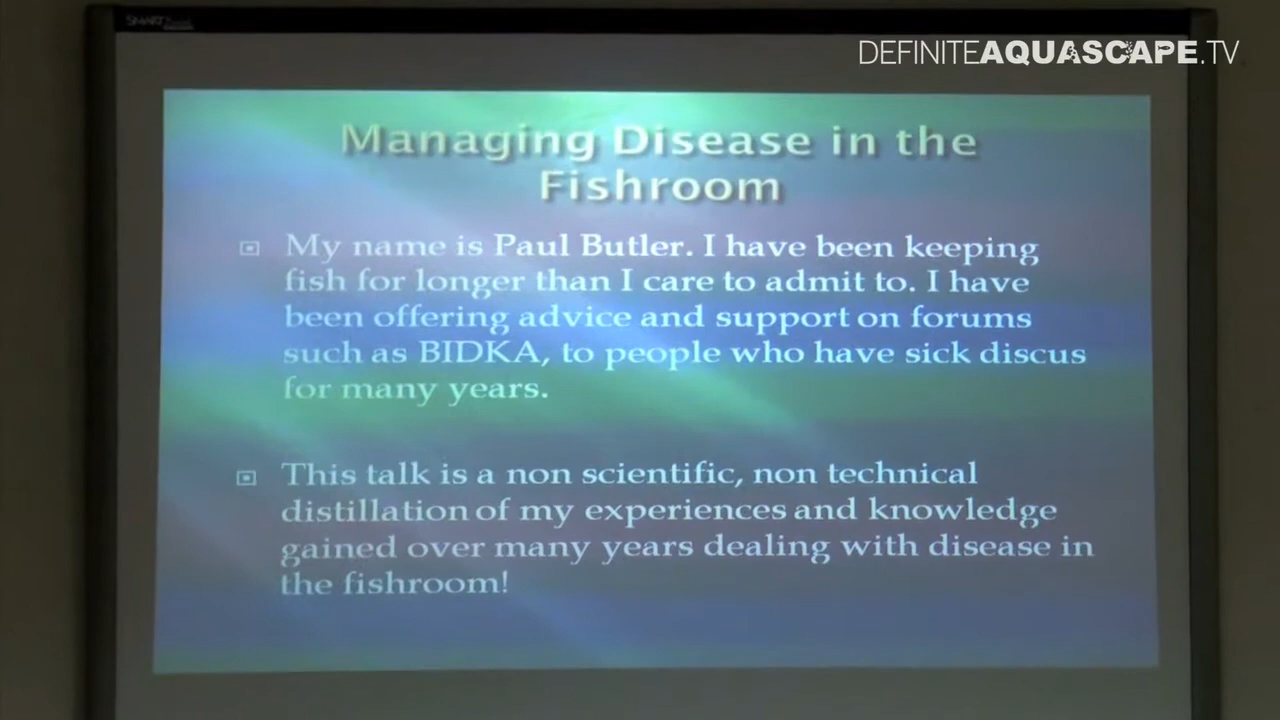 SMART
DEFINITEAQUASCAPE.TV
Managing Disease in the
Fishroom
My name is Paul Butler. I have been keeping
fish for longer than I care to admit to. I have
been offering advice and support on forums
such as BIDKA, to people who have sick discus
for many years.
This talk is a non scientific, non technical
distillation of my experiences and knowledge
gained over many years dealing with disease in
the fishroom!